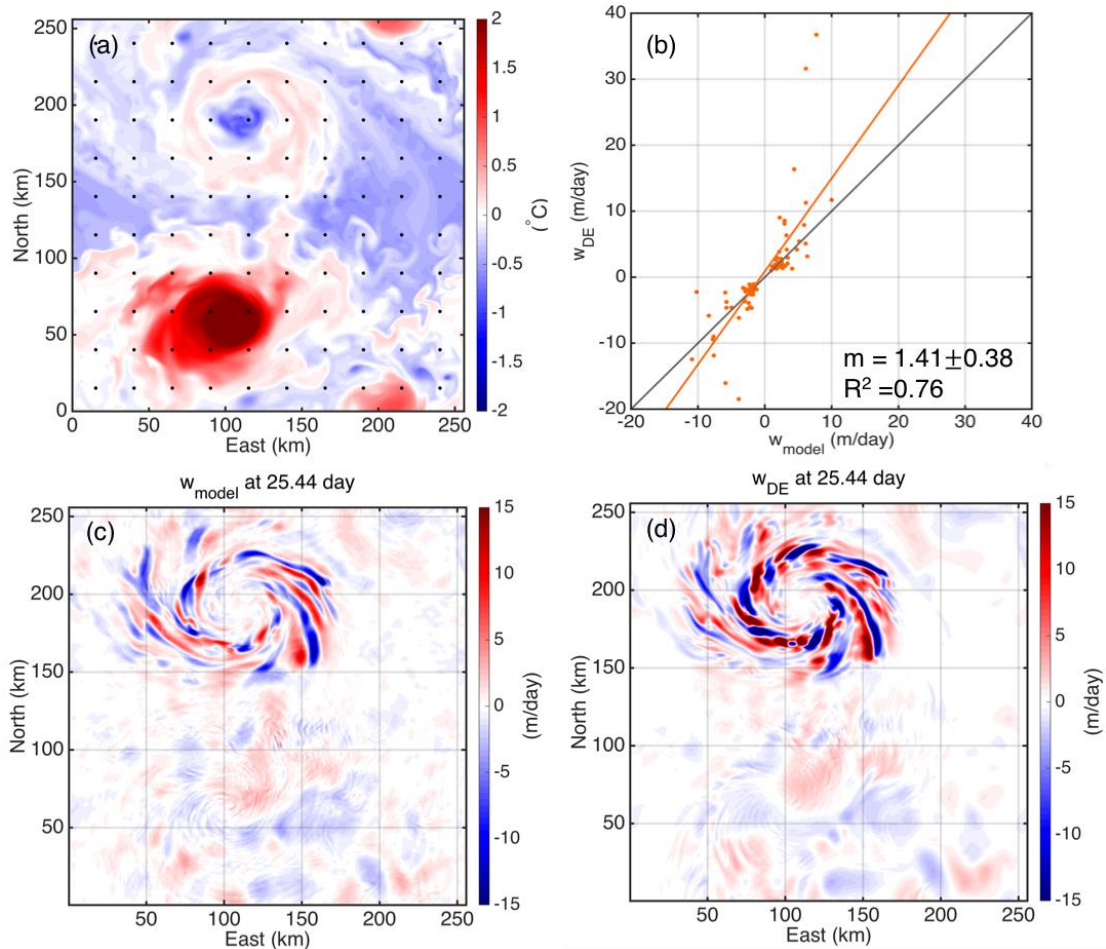 (a)
250
200
150
100
50
0
North (km)
0 50 100 150 200 250
East (km)
2
1.5
1
0.5
0
-0.5
-1
-1.5
-2
(°C)
(b)
40
30
20
10
0
-10
-20
w_DE (m/day)
m = 1.41±0.38
R² =0.76
-20 -10 0 10 20 30 40
w_model (m/day)
w_model at 25.44 day
(c)
250
200
150
100
50
North (km)
50 100 150 200 250
East (km)
15
10
5
0
-5
-10
-15
(m/day)
w_DE at 25.44 day
(d)
250
200
150
100
50
North (km)
50 100 150 200 250
East (km)
15
10
5
0
-5
-10
-15
(m/day)